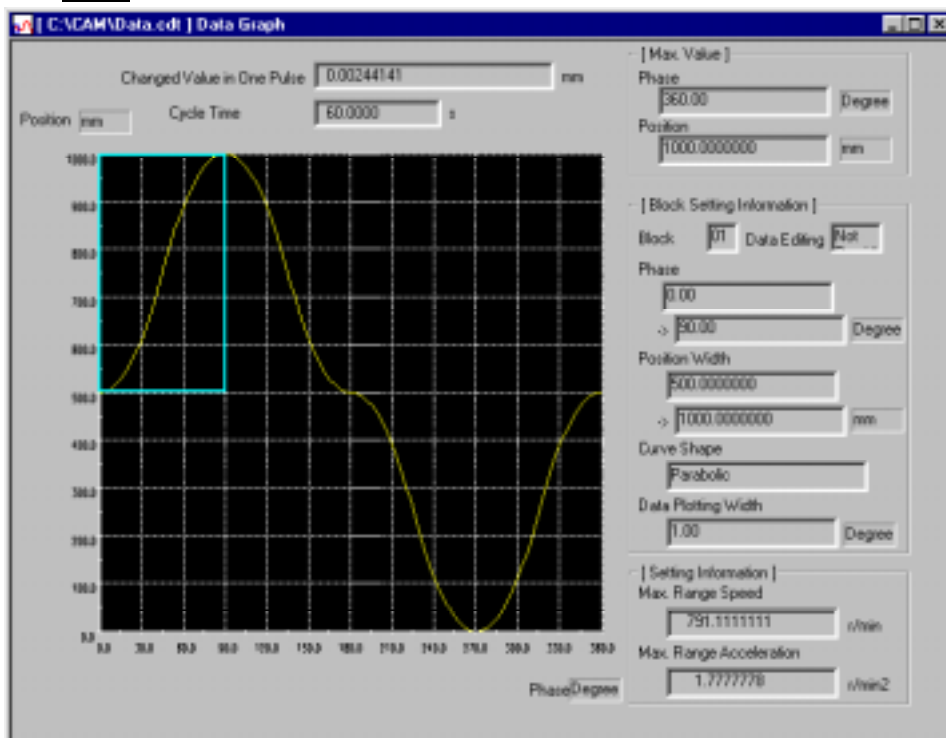 [ C:\CAM\Data.cdt ] Data Graph
Changed Value in One Pulse 0.00244141 mm
Cycle Time 60.0000 s
Position mm
1000.0
900.0
800.0
700.0
600.0
500.0
400.0
300.0
200.0
100.0
0.0
0.0 30.0 60.0 90.0 120.0 150.0 180.0 210.0 240.0 270.0 300.0 330.0 360.0
Phase Degree
[ Max. Value ]
Phase
360.00 Degree
Position
1000.0000000 mm
[ Block Setting Information ]
Block 01 Data Editing Not
Phase
0.00
-> 90.00 Degree
Position Width
500.0000000
-> 1000.0000000 mm
Curve Shape
Parabolic
Data Plotting Width
1.00 Degree
[ Setting Information ]
Max. Range Speed
791.1111111 r/min
Max. Range Acceleration
1.7777778 r/min2